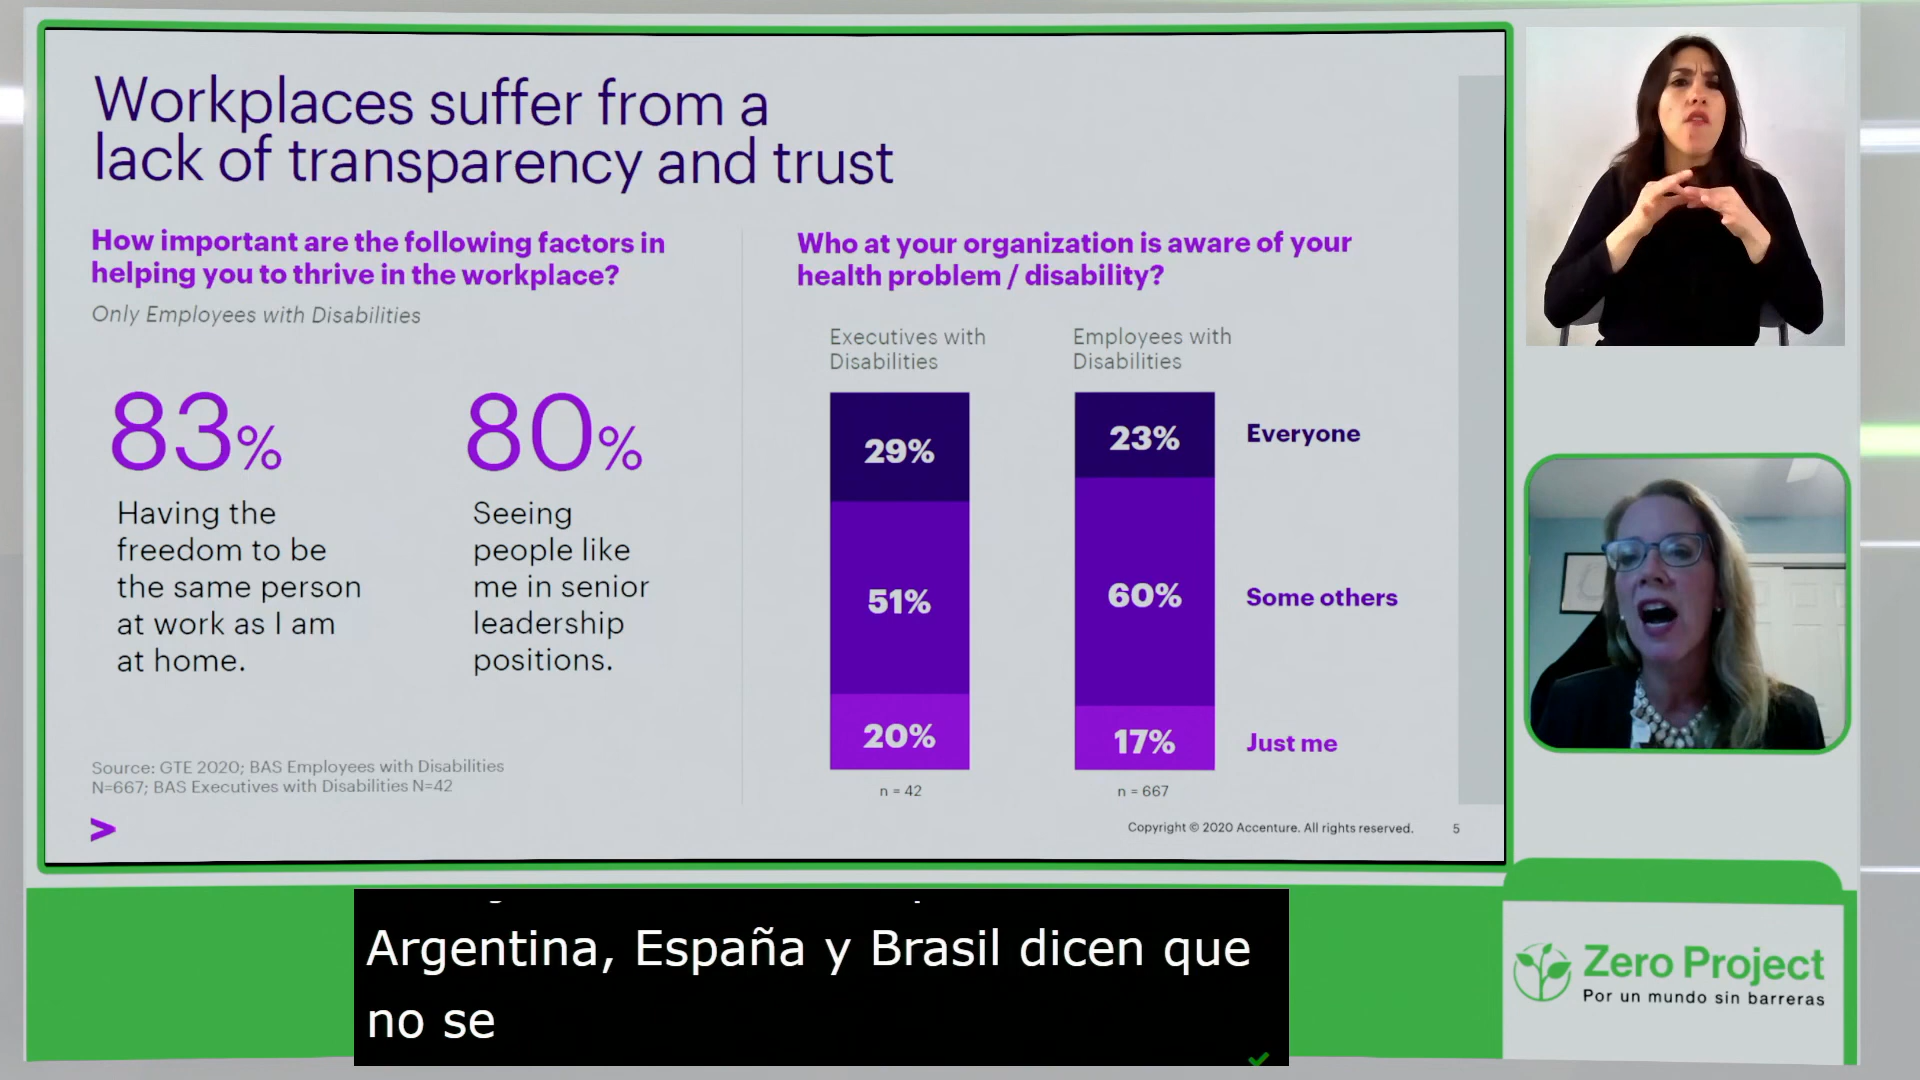 Workplaces suffer from a
lack of transparency and trust
How important are the following factors in
helping you to thrive in the workplace?
Only Employees with Disabilities
83%
Having the
freedom to be
the same person
at work as I am
at home.
80%
Seeing
people like
me in senior
leadership
positions.
Source: GTE 2020; BAS Employees with Disabilities
N=667; BAS Executives with Disabilities N=42
>
Who at your organization is aware of your
health problem / disability?
Executives with
Disabilities
29%
51%
20%
n = 42
Employees with
Disabilities
23%
60%
17%
n = 667
Everyone
Some others
Just me
Copyright © 2020 Accenture. All rights reserved.
5
Argentina, España y Brasil dicen que
no se
Zero Project
Por un mundo sin barreras